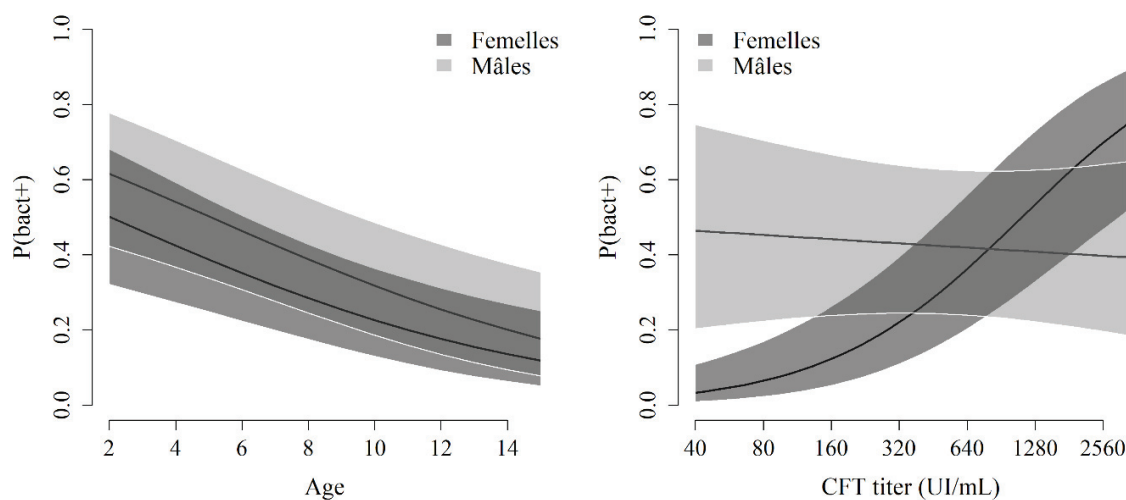 Femelles
Mâles
P(bact+)
0.0 0.2 0.4 0.6 0.8 1.0
2 4 6 8 10 12 14
Age
Femelles
Mâles
P(bact+)
0.0 0.2 0.4 0.6 0.8 1.0
40 80 160 320 640 1280 2560
CFT titer (UI/mL)